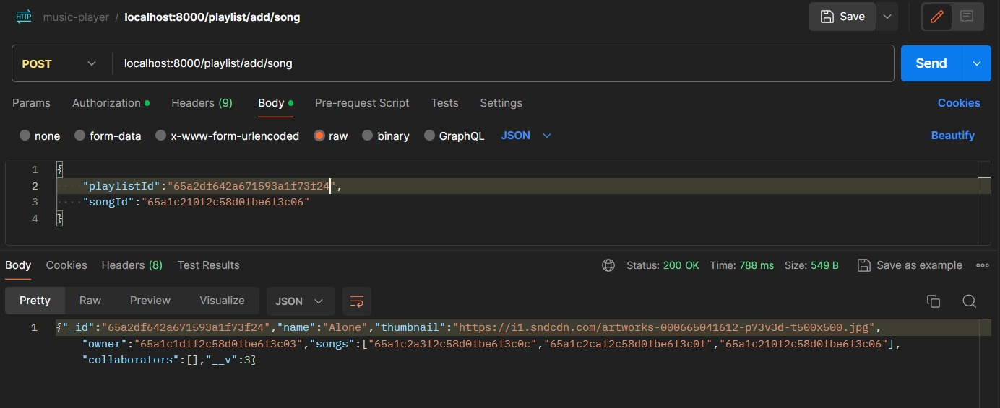 HTTP music-player / localhost:8000/playlist/add/song Save
POST localhost:8000/playlist/add/song Send
Params Authorization Headers (9) Body Pre-request Script Tests Settings Cookies
none form-data x-www-form-urlencoded raw binary GraphQL JSON Beautify
1 {
2 "playlistId":"65a2df642a671593a1f73f24",
3 "songId":"65a1c210f2c58d0fbe6f3c06"
4 }
Body Cookies Headers (8) Test Results Status: 200 OK Time: 788 ms Size: 549 B Save as example
Pretty Raw Preview Visualize JSON
1 {"_id":"65a2df642a671593a1f73f24","name":"Alone","thumbnail":"https://i1.sndcdn.com/artworks-000665041612-p73v3d-t500x500.jpg",
"owner":"65a1c1dff2c58d0fbe6f3c03","songs":["65a1c2a3f2c58d0fbe6f3c0c","65a1c2caf2c58d0fbe6f3c0f","65a1c210f2c58d0fbe6f3c06"],
"collaborators":[],"__v":3}